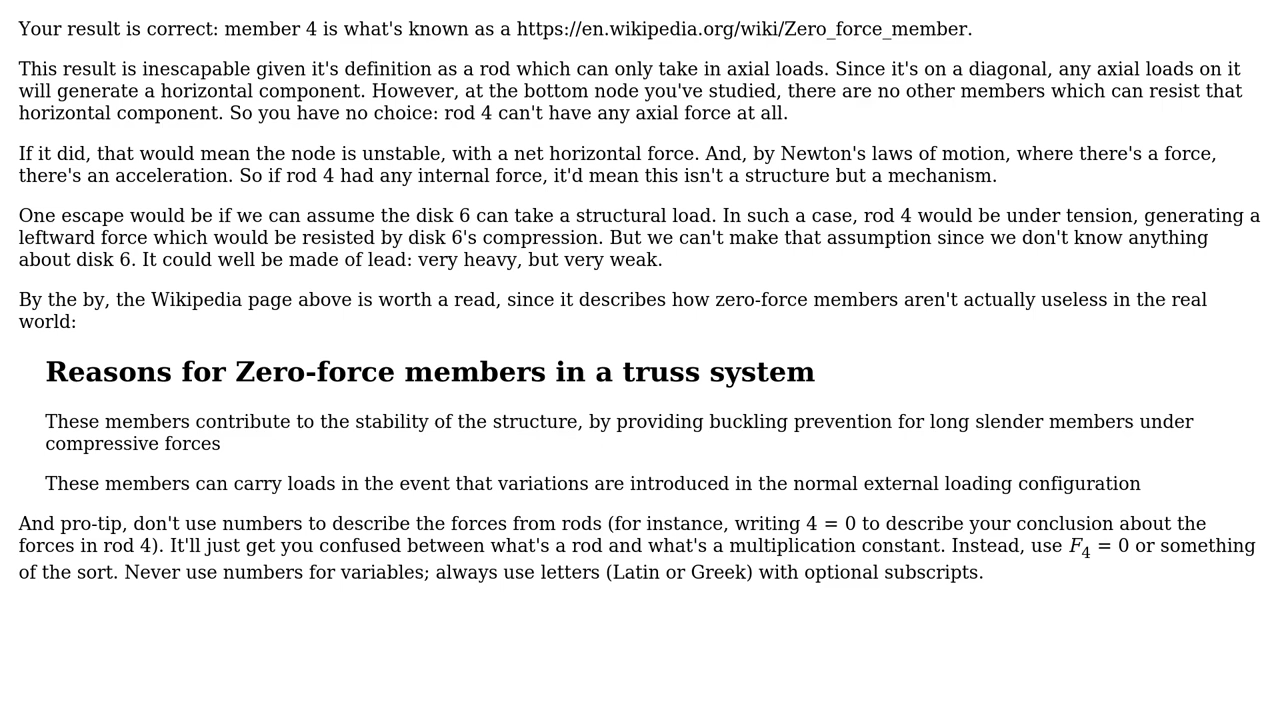 Your result is correct: member 4 is what's known as a https://en.wikipedia.org/wiki/Zero_force_member.
This result is inescapable given it's definition as a rod which can only take in axial loads. Since it's on a diagonal, any axial loads on it
will generate a horizontal component. However, at the bottom node you've studied, there are no other members which can resist that
horizontal component. So you have no choice: rod 4 can't have any axial force at all.
If it did, that would mean the node is unstable, with a net horizontal force. And, by Newton's laws of motion, where there's a force,
there's an acceleration. So if rod 4 had any internal force, it'd mean this isn't a structure but a mechanism.
One escape would be if we can assume the disk 6 can take a structural load. In such a case, rod 4 would be under tension, generating a
leftward force which would be resisted by disk 6's compression. But we can't make that assumption since we don't know anything
about disk 6. It could well be made of lead: very heavy, but very weak.
By the by, the Wikipedia page above is worth a read, since it describes how zero-force members aren't actually useless in the real
world:
Reasons for Zero-force members in a truss system
These members contribute to the stability of the structure, by providing buckling prevention for long slender members under
compressive forces
These members can carry loads in the event that variations are introduced in the normal external loading configuration
And pro-tip, don't use numbers to describe the forces from rods (for instance, writing 4 = 0 to describe your conclusion about the
forces in rod 4). It'll just get you confused between what's a rod and what's a multiplication constant. Instead, use F₄ = 0 or something
of the sort. Never use numbers for variables; always use letters (Latin or Greek) with optional subscripts.